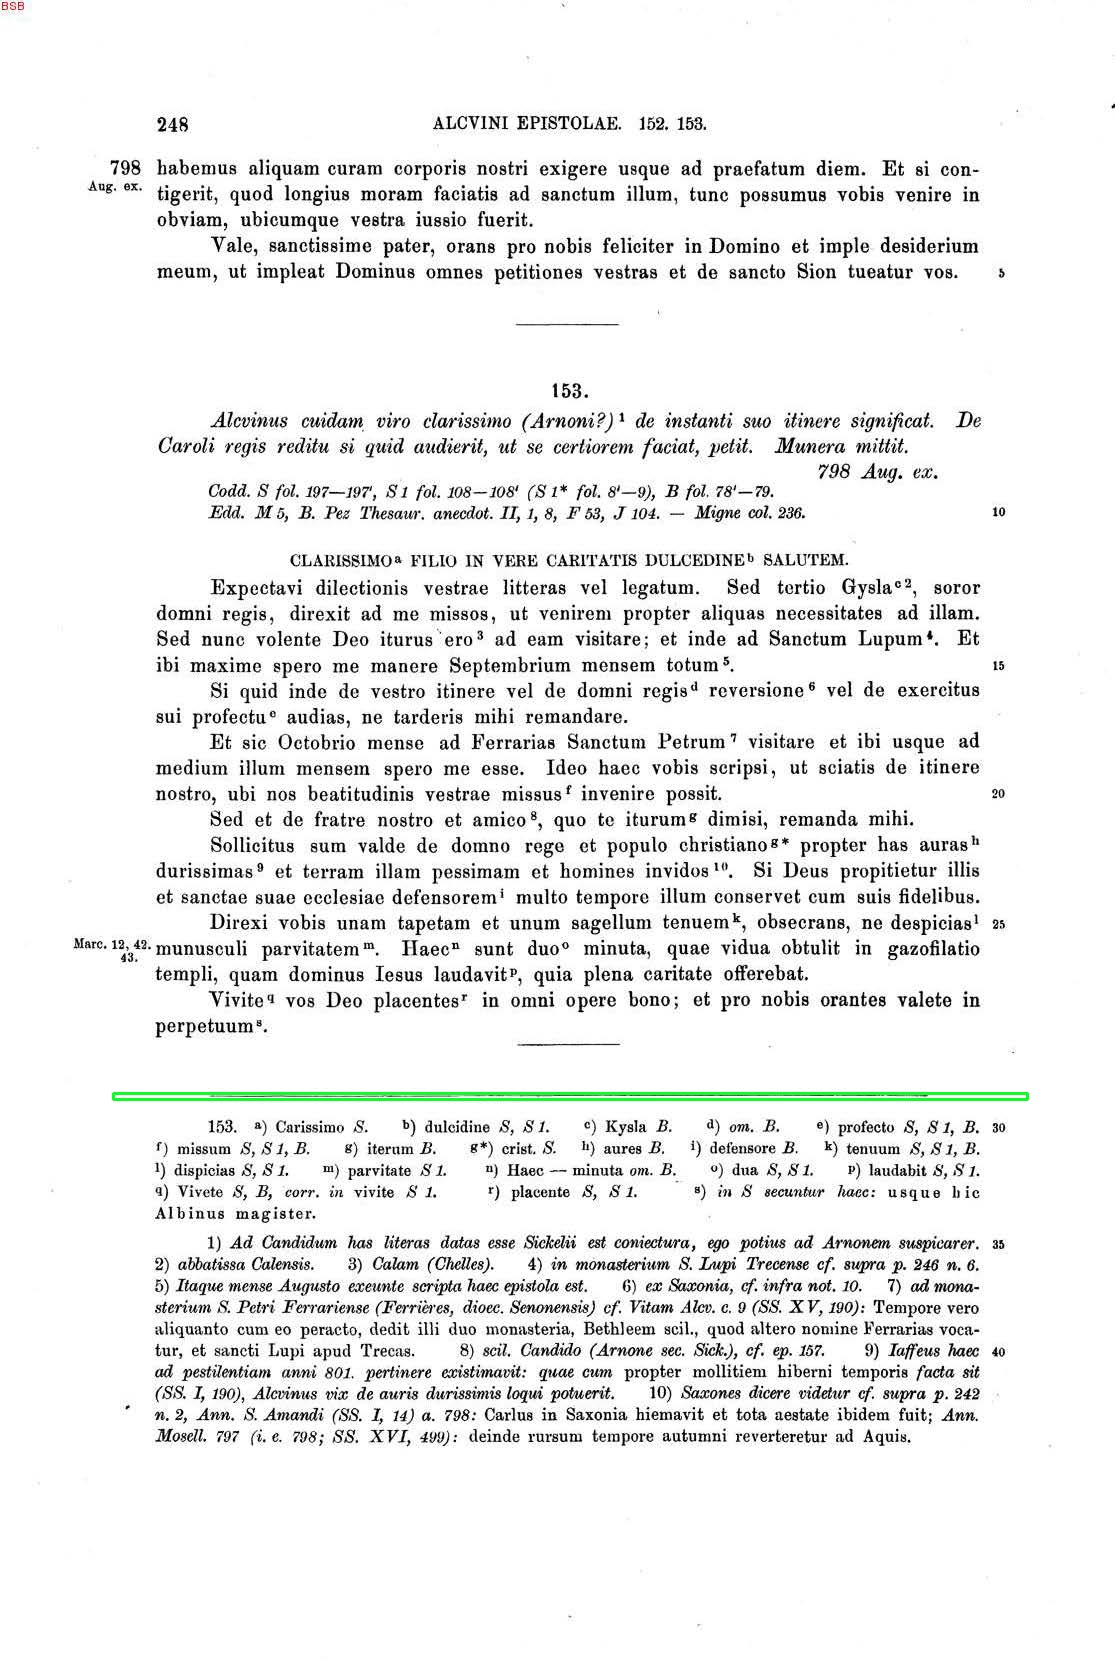 BSB
248 ALCVINI EPISTOLAE. 152. 153.
798 habemus aliquam curam corporis nostri exigere usque ad praefatum diem. Et si con-
Aug. ex. tigerit, quod longius moram faciatis ad sanctum illum, tunc possumus vobis venire in
obviam, ubicumque vestra iussio fuerit.
Vale, sanctissime pater, orans pro nobis feliciter in Domino et imple desiderium
meum, ut impleat Dominus omnes petitiones vestras et de sancto Sion tueatur vos. 5
153.
Alcvinus cuidam viro clarissimo (Arnoni?) 1 de instanti suo itinere significat. De
Caroli regis reditu si quid audierit, ut se certiorem faciat, petit. Munera mittit.
798 Aug. ex.
Codd. S fol. 197—197', S1 fol. 108—108' (S1* fol. 8'—9), B fol. 78'—79.
Edd. M 5, B. Pez Thesaur. anecdot. II, 1, 8, F 53, J 104. — Migne col. 236. 10
CLARISSIMO a FILIO IN VERE CARITATIS DULCEDINE b SALUTEM.
Expectavi dilectionis vestrae litteras vel legatum. Sed tertio Gysla c 2, soror
domni regis, direxit ad me missos, ut venirem propter aliquas necessitates ad illam.
Sed nunc volente Deo iturus ero 3 ad eam visitare; et inde ad Sanctum Lupum 4. Et
ibi maxime spero me manere Septembrium mensem totum 5. 15
Si quid inde de vestro itinere vel de domni regis d reversione 6 vel de exercitus
sui profectu e audias, ne tarderis mihi remandare.
Et sic Octobrio mense ad Ferrarias Sanctum Petrum 7 visitare et ibi usque ad
medium illum mensem spero me esse. Ideo haec vobis scripsi, ut sciatis de itinere
nostro, ubi nos beatitudinis vestrae missus f invenire possit. 20
Sed et de fratre nostro et amico 8, quo te iturum g dimisi, remanda mihi.
Sollicitus sum valde de domno rege et populo christiano g* propter has auras h
durissimas 9 et terram illam pessimam et homines invidos 10. Si Deus propitietur illis
et sanctae suae ecclesiae defensorem i multo tempore illum conservet cum suis fidelibus.
Direxi vobis unam tapetam et unum sagellum tenuem k, obsecrans, ne despicias l 25
Marc. 12, 42. 43. munusculi parvitatem m. Haec n sunt duo o minuta, quae vidua obtulit in gazofilatio
templi, quam dominus Iesus laudavit p, quia plena caritate offerebat.
Vivite q vos Deo placentes r in omni opere bono; et pro nobis orantes valete in
perpetuum s.
153. a) Carissimo S. b) dulcidine S, S1. c) Kysla B. d) om. B. e) profecto S, S1, B. 30
f) missum S, S1, B. g) iterum B. g*) crist. S. h) aures B. i) defensore B. k) tenuum S, S1, B.
l) dispicias S, S1. m) parvitate S1. n) Haec — minuta om. B. o) dua S, S1. p) laudabit S, S1.
q) Vivete S, B, corr. in vivite S 1. r) placente S, S1. s) in S secuntur haec: usque hic
Albinus magister.
1) Ad Candidum has literas datas esse Sickelii est coniectura, ego potius ad Arnonem suspicarer. 35
2) abbatissa Calensis. 3) Calam (Chelles). 4) in monasterium S. Lupi Trecense cf. supra p. 246 n. 6.
5) Itaque mense Augusto exeunte scripta haec epistola est. 6) ex Saxonia, cf. infra not. 10. 7) ad mona-
sterium S. Petri Ferrariense (Ferrières, dioec. Senonensis) cf. Vitam Alcv. c. 9 (SS. XV, 190): Tempore vero
aliquanto cum eo peracto, dedit illi duo monasteria, Bethleem scil., quod altero nomine Ferrarias voca-
tur, et sancti Lupi apud Trecas. 8) scil. Candido (Arnone sec. Sick.), cf. ep. 157. 9) Iaffeus haec 40
ad pestilentiam anni 801. pertinere existimavit: quae cum propter mollitiem hiberni temporis facta sit
(SS. I, 190), Alcvinus vix de auris durissimis loqui potuerit. 10) Saxones dicere videtur cf. supra p. 242
n. 2, Ann. S. Amandi (SS. I, 14) a. 798: Carlus in Saxonia hiemavit et tota aestate ibidem fuit; Ann.
Mosell. 797 (i. e. 798; SS. XVI, 499): deinde rursum tempore autumni reverteretur ad Aquis.